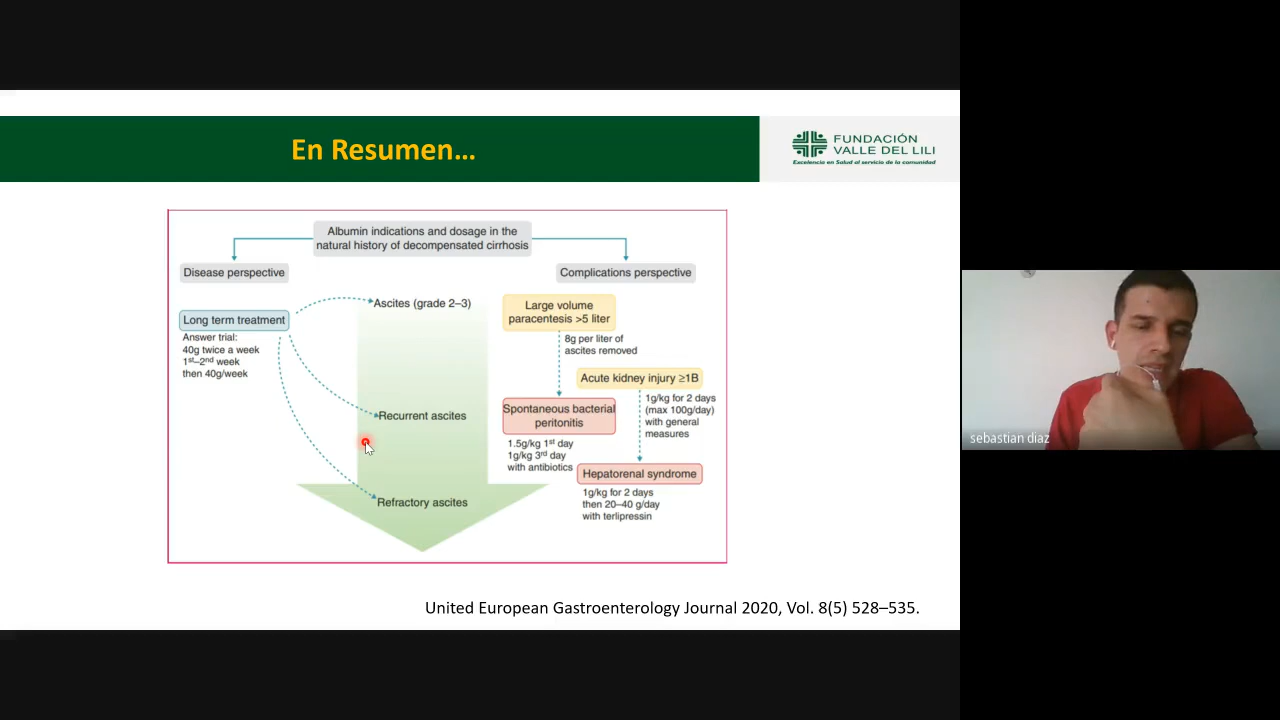 En Resumen...
FUNDACIÓN
VALLE DEL LILI
Excelencia en Salud al servicio de la comunidad
Albumin indications and dosage in the
natural history of decompensated cirrhosis
Disease perspective
Complications perspective
Long term treatment
Answer trial:
40g twice a week
1st–2nd week
then 40g/week
Ascites (grade 2–3)
Recurrent ascites
Refractory ascites
Large volume
paracentesis >5 liter
8g per liter of
ascites removed
Spontaneous bacterial
peritonitis
1.5g/kg 1st day
1g/kg 3rd day
with antibiotics
Acute kidney injury ≥1B
1g/kg for 2 days
(max 100g/day)
with general
measures
Hepatorenal syndrome
1g/kg for 2 days
then 20–40 g/day
with terlipressin
United European Gastroenterology Journal 2020, Vol. 8(5) 528–535.
sebastian diaz